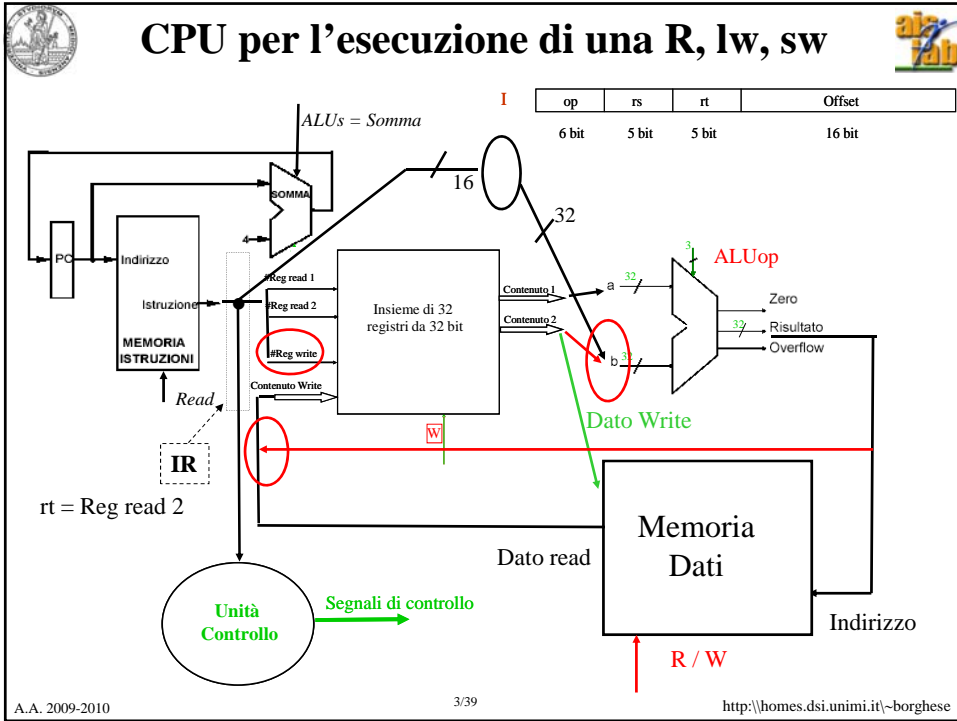 CPU per l'esecuzione di una R, lw, sw
ais
lab
I
op rs rt Offset
6 bit 5 bit 5 bit 16 bit
ALUs = Somma
SOMMA
16
32
4
PC
Indirizzo
Istruzione
MEMORIA
ISTRUZIONI
Read
IR
rt = Reg read 2
#Reg read 1
#Reg read 2
#Reg write
Contenuto Write
Insieme di 32
registri da 32 bit
W
Contenuto 1
Contenuto 2
a
32
b
32
3
ALUop
Zero
32
Risultato
Overflow
Dato Write
Dato read
Memoria
Dati
Indirizzo
R / W
Unità
Controllo
Segnali di controllo
A.A. 2009-2010
3/39
http:\\homes.dsi.unimi.it\~borghese